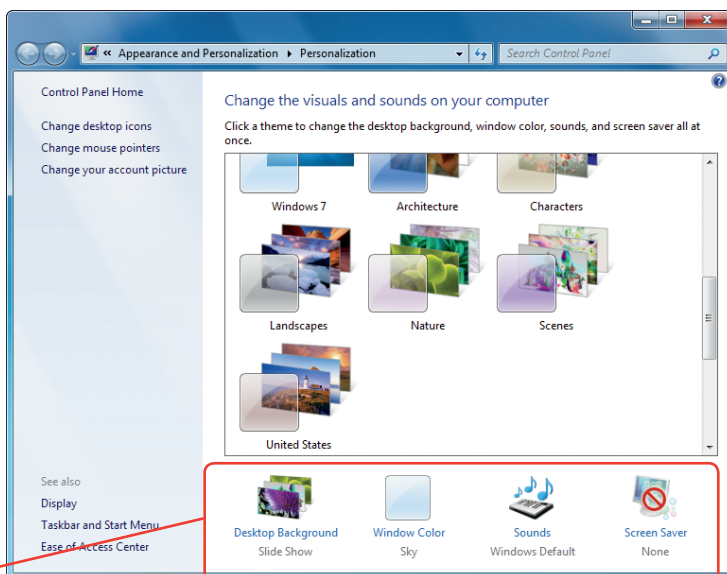 « Appearance and Personalization ▸ Personalization
Search Control Panel
Control Panel Home
Change desktop icons
Change mouse pointers
Change your account picture
Change the visuals and sounds on your computer
Click a theme to change the desktop background, window color, sounds, and screen saver all at
once.
Windows 7
Architecture
Characters
Landscapes
Nature
Scenes
United States
See also
Display
Taskbar and Start Menu
Ease of Access Center
Desktop Background
Slide Show
Window Color
Sky
Sounds
Windows Default
Screen Saver
None